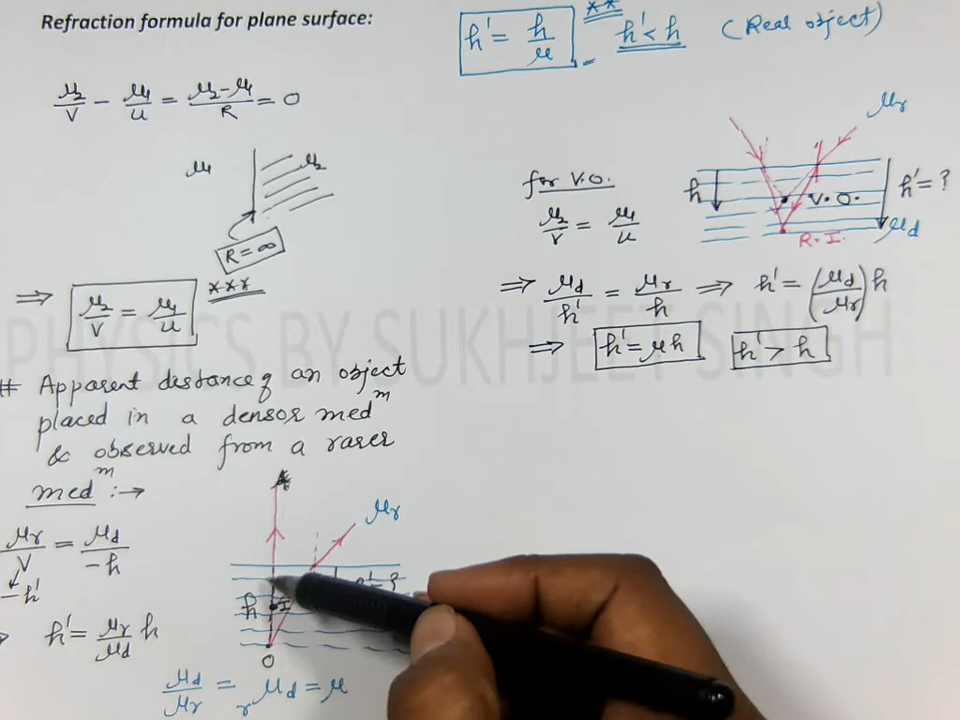 Refraction formula for plane surface:
μ₂/V − μ₁/u = (μ₂−μ₁)/R = 0
μ₁
μ₂
R = ∞
⇒ μ₂/V = μ₁/u ***
# Apparent distance of an object
placed in a densor medᵐ
& observed from a rarer
medᵐ :→
μr/V = μd/−h
−h'
h' = μr/μd h
μd/μr = rμd = μ
μr
h
I
O
h' = h/μ ** h' < h (Real object)
μr
for V.O.
μ₂/V = μ₁/u
h
V.O.
h' = ?
μd
R.I.
⇒ μd/h' = μr/h ⇒ h' = (μd/μr) h
⇒ h' = μh h' > h
PHYSICS BY SUKHJEET SINGH